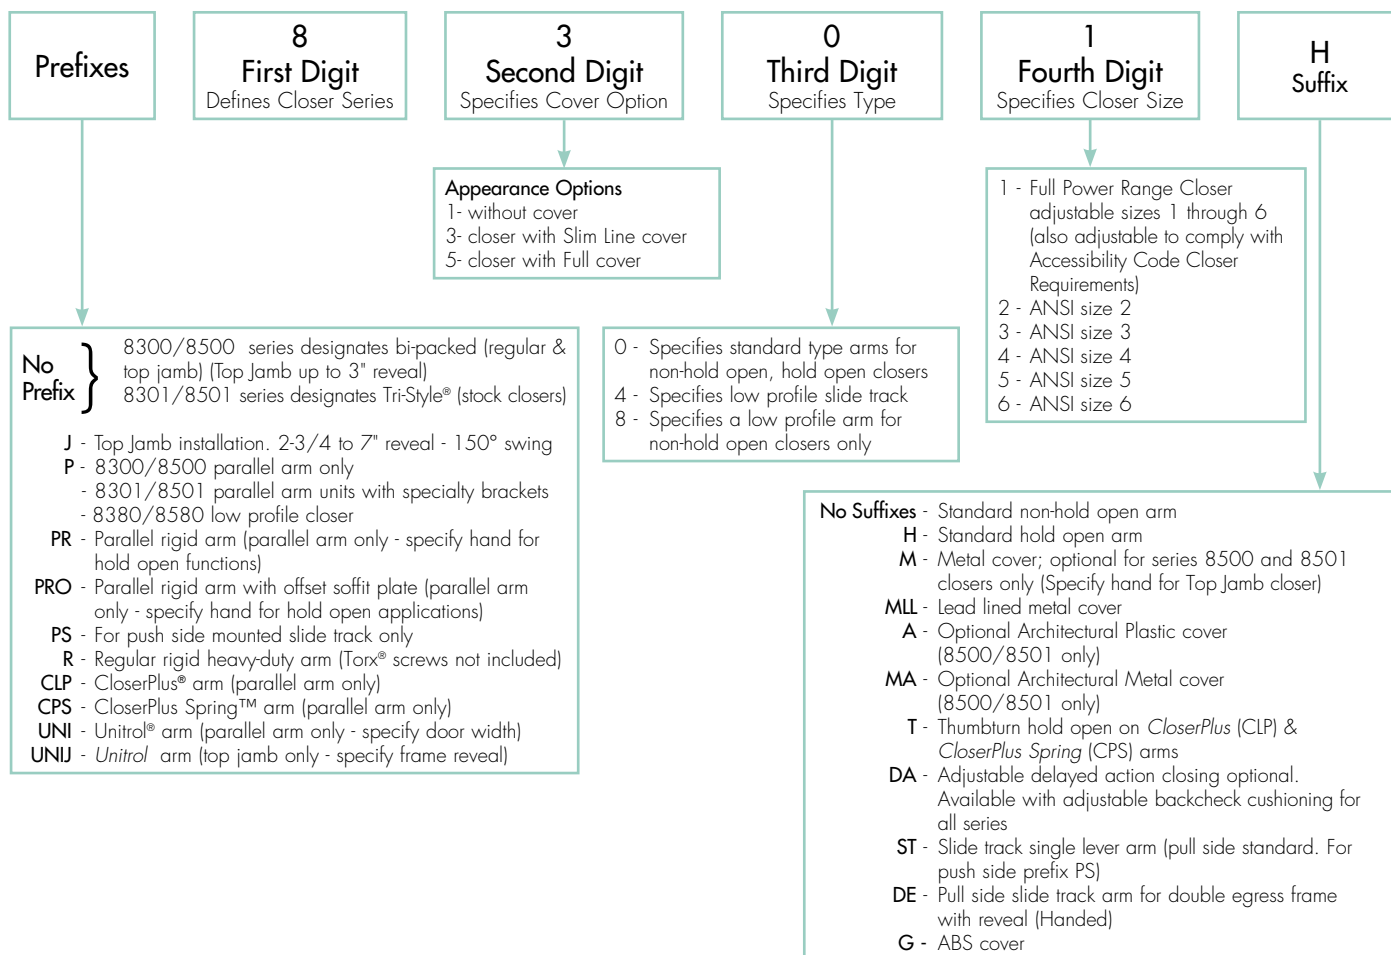 Prefixes
8
First Digit
Defines Closer Series
3
Second Digit
Specifies Cover Option
0
Third Digit
Specifies Type
1
Fourth Digit
Specifies Closer Size
H
Suffix
Appearance Options
1- without cover
3- closer with Slim Line cover
5- closer with Full cover
1 - Full Power Range Closer
adjustable sizes 1 through 6
(also adjustable to comply with
Accessibility Code Closer
Requirements)
2 - ANSI size 2
3 - ANSI size 3
4 - ANSI size 4
5 - ANSI size 5
6 - ANSI size 6
No
Prefix }
8300/8500 series designates bi-packed (regular &
top jamb) (Top Jamb up to 3" reveal)
8301/8501 series designates Tri-Style® (stock closers)
J - Top Jamb installation. 2-3/4 to 7" reveal - 150° swing
P - 8300/8500 parallel arm only
- 8301/8501 parallel arm units with specialty brackets
- 8380/8580 low profile closer
PR - Parallel rigid arm (parallel arm only - specify hand for
hold open functions)
PRO - Parallel rigid arm with offset soffit plate (parallel arm
only - specify hand for hold open applications)
PS - For push side mounted slide track only
R - Regular rigid heavy-duty arm (Torx® screws not included)
CLP - CloserPlus® arm (parallel arm only)
CPS - CloserPlus Spring™ arm (parallel arm only)
UNI - Unitrol® arm (parallel arm only - specify door width)
UNIJ - Unitrol arm (top jamb only - specify frame reveal)
0 - Specifies standard type arms for
non-hold open, hold open closers
4 - Specifies low profile slide track
8 - Specifies a low profile arm for
non-hold open closers only
No Suffixes - Standard non-hold open arm
H - Standard hold open arm
M - Metal cover; optional for series 8500 and 8501
closers only (Specify hand for Top Jamb closer)
MLL - Lead lined metal cover
A - Optional Architectural Plastic cover
(8500/8501 only)
MA - Optional Architectural Metal cover
(8500/8501 only)
T - Thumbturn hold open on CloserPlus (CLP) &
CloserPlus Spring (CPS) arms
DA - Adjustable delayed action closing optional.
Available with adjustable backcheck cushioning for
all series
ST - Slide track single lever arm (pull side standard. For
push side prefix PS)
DE - Pull side slide track arm for double egress frame
with reveal (Handed)
G - ABS cover